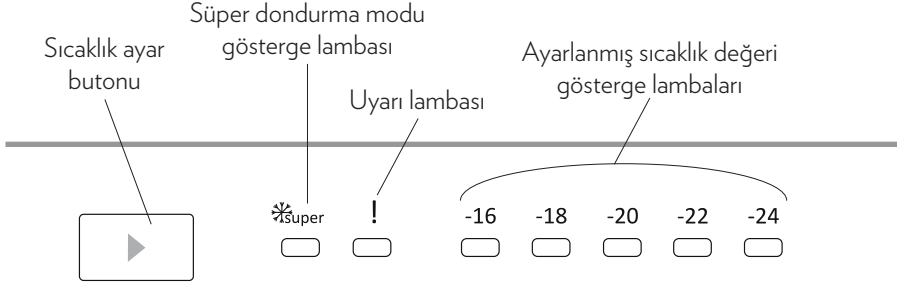 Süper dondurma modu
gösterge lambası
Sıcaklık ayar
butonu
Uyarı lambası
Ayarlanmış sıcaklık değeri
gösterge lambaları
super ! -16 -18 -20 -22 -24